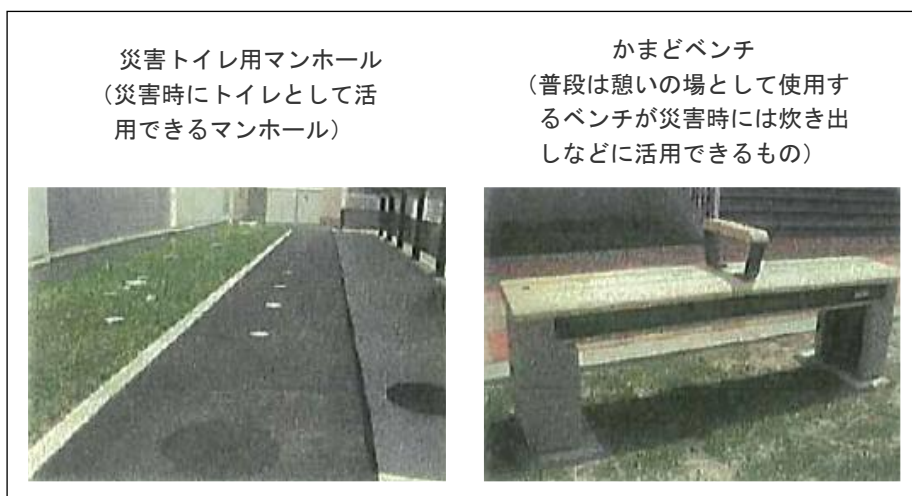 災害トイレ用マンホール
（災害時にトイレとして活
用できるマンホール）
かまどベンチ
（普段は憩いの場として使用す
るベンチが災害時には炊き出
しなどに活用できるもの）